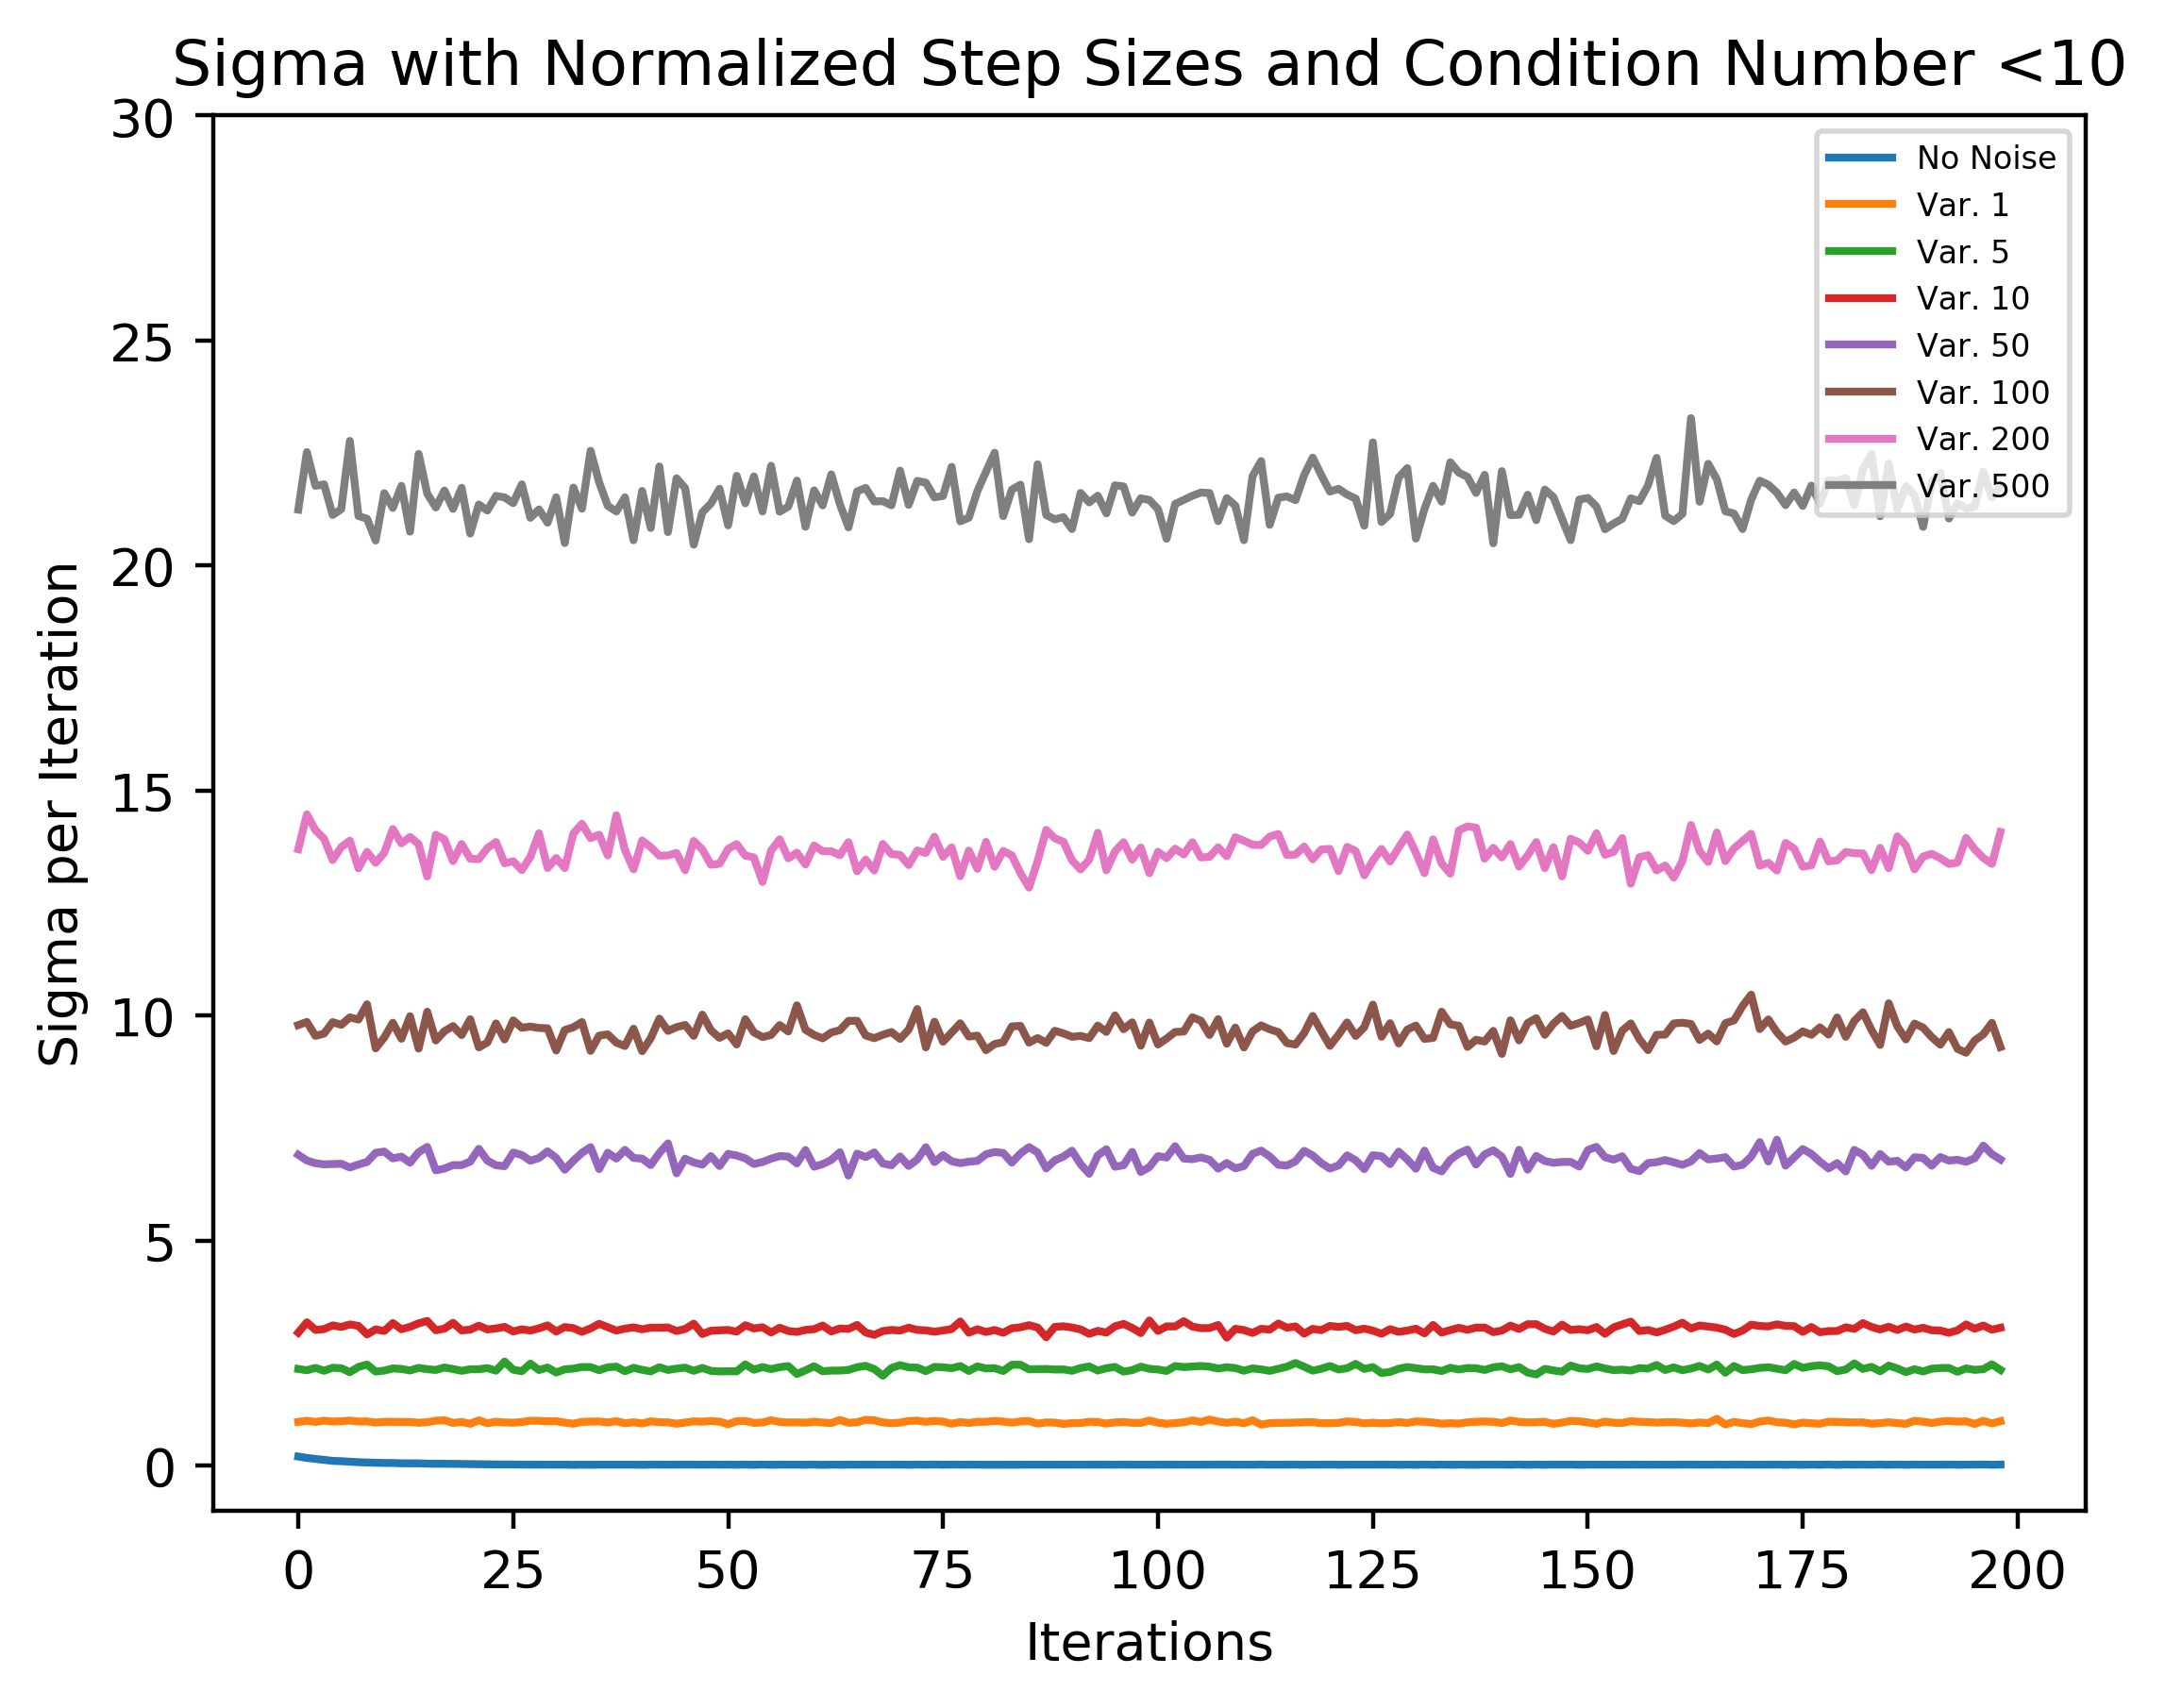 Sigma with Normalized Step Sizes and Condition Number <10
30
25
20
15
10
5
0
Sigma per Iteration
No Noise
Var. 1
Var. 5
Var. 10
Var. 50
Var. 100
Var. 200
Var. 500
0 25 50 75 100 125 150 175 200
Iterations